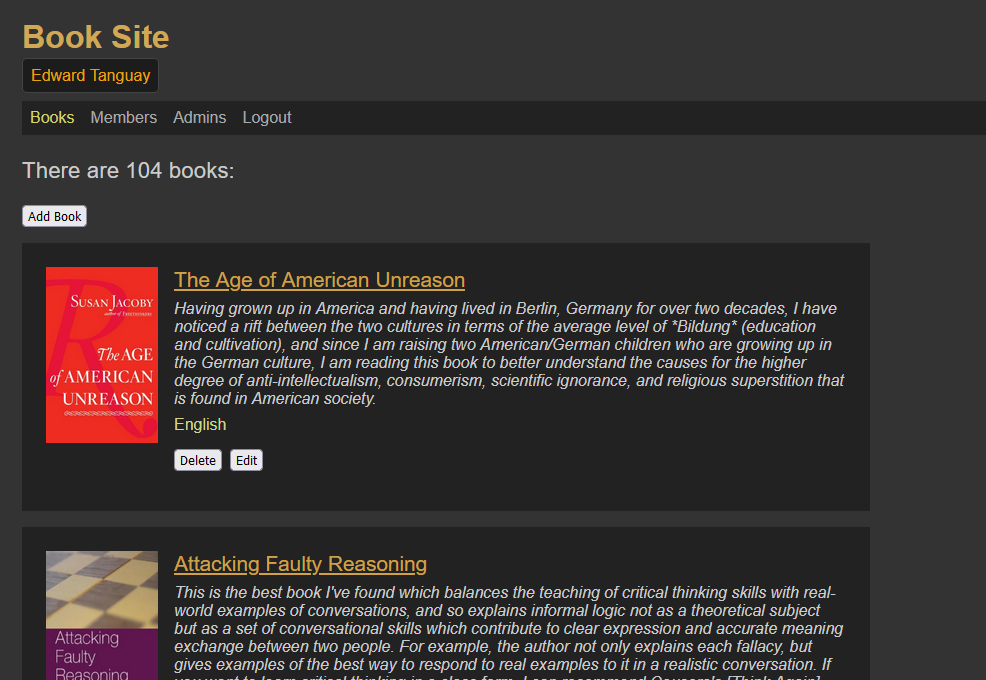 Book Site
Edward Tanguay
Books Members Admins Logout
There are 104 books:
Add Book
SUSAN JACOBY
The AGE
of AMERICAN
UNREASON
The Age of American Unreason
Having grown up in America and having lived in Berlin, Germany for over two decades, I have
noticed a rift between the two cultures in terms of the average level of *Bildung* (education
and cultivation), and since I am raising two American/German children who are growing up in
the German culture, I am reading this book to better understand the causes for the higher
degree of anti-intellectualism, consumerism, scientific ignorance, and religious superstition that
is found in American society.
English
Delete Edit
Attacking
Faulty
Reasoning
Attacking Faulty Reasoning
This is the best book I've found which balances the teaching of critical thinking skills with real-
world examples of conversations, and so explains informal logic not as a theoretical subject
but as a set of conversational skills which contribute to clear expression and accurate meaning
exchange between two people. For example, the author not only explains each fallacy, but
gives examples of the best way to respond to real examples to it in a realistic conversation. If